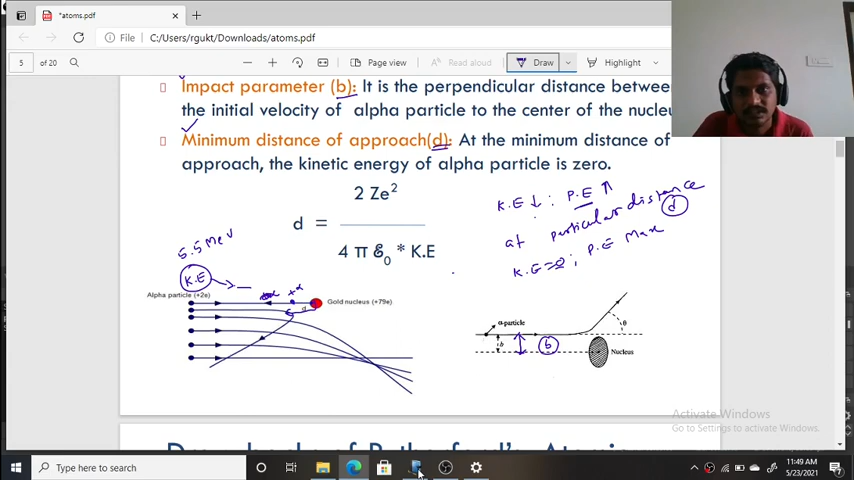 *atoms.pdf
File
C:/Users/rgukt/Downloads/atoms.pdf
5 of 20
Page view
Read aloud
Draw
Highlight
Impact parameter (b): It is the perpendicular distance between
the initial velocity of alpha particle to the center of the nucleu
Minimum distance of approach(d): At the minimum distance of
approach, the kinetic energy of alpha particle is zero.
d = 2 Ze²
4 π ℰ₀ * K.E
K.E ↓ ; P.E ↑
at particular distance d
K.E=0; P.E Max
5.5 MeV
K.E
+α
d
Alpha particle (+2e)
Gold nucleus (+79e)
α-particle
θ
b
b
Nucleus
Activate Windows
Go to Settings to activate Windows.
Type here to search
11:49 AM
5/23/2021